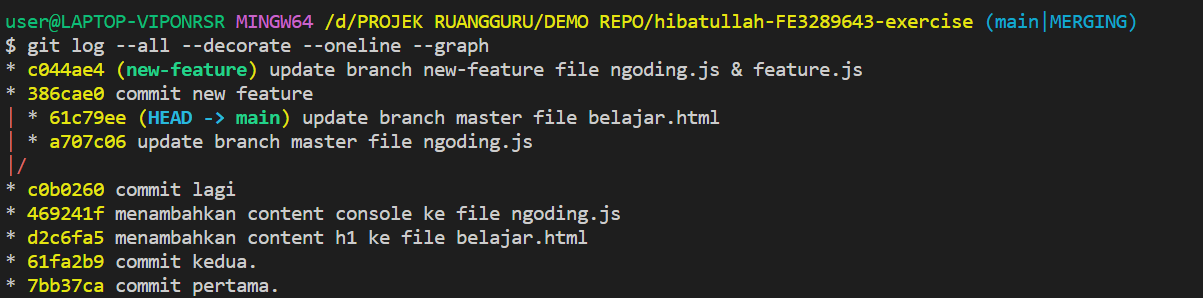 user@LAPTOP-VIPONRSR MINGW64 /d/PROJEK RUANGGURU/DEMO REPO/hibatullah-FE3289643-exercise (main|MERGING)
$ git log --all --decorate --oneline --graph
* c044ae4 (new-feature) update branch new-feature file ngoding.js & feature.js
* 386cae0 commit new feature
| * 61c79ee (HEAD -> main) update branch master file belajar.html
| * a707c06 update branch master file ngoding.js
|/
* c0b0260 commit lagi
* 469241f menambahkan content console ke file ngoding.js
* d2c6fa5 menambahkan content h1 ke file belajar.html
* 61fa2b9 commit kedua.
* 7bb37ca commit pertama.